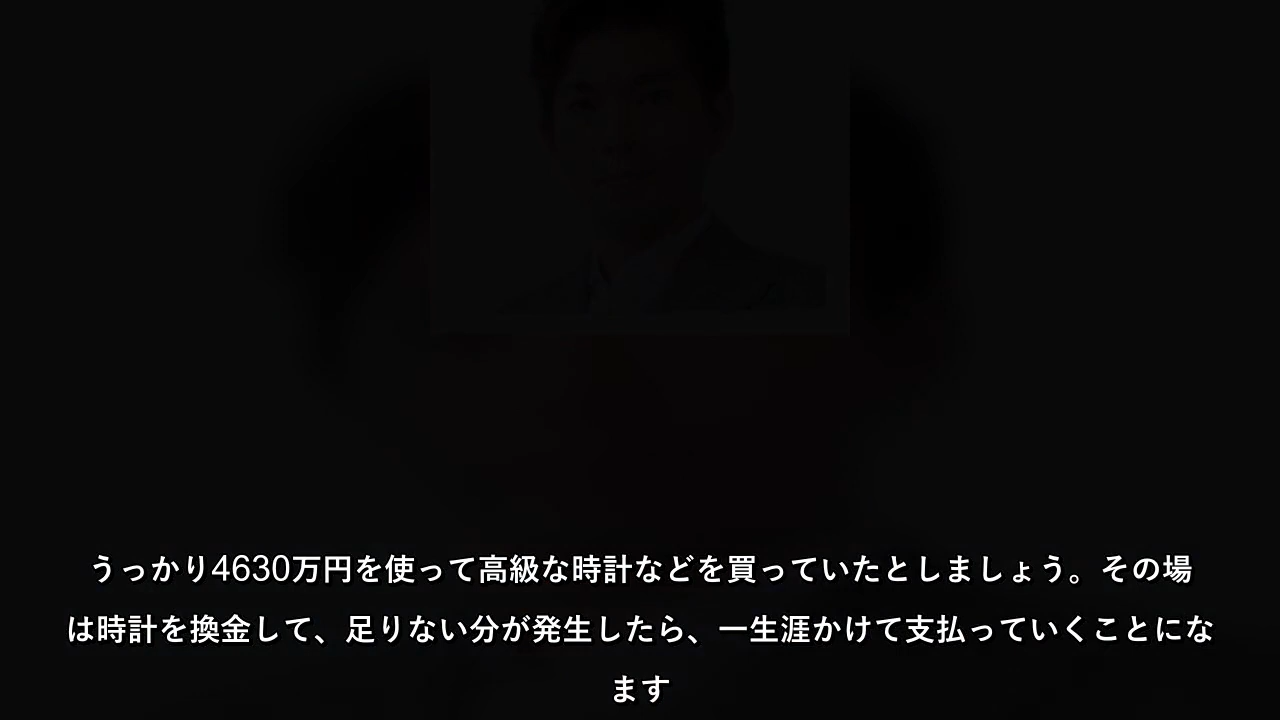 うっかり4630万円を使って高級な時計などを買っていたとしましょう。その場
は時計を換金して、足りない分が発生したら、一生涯かけて支払っていくことにな
ます